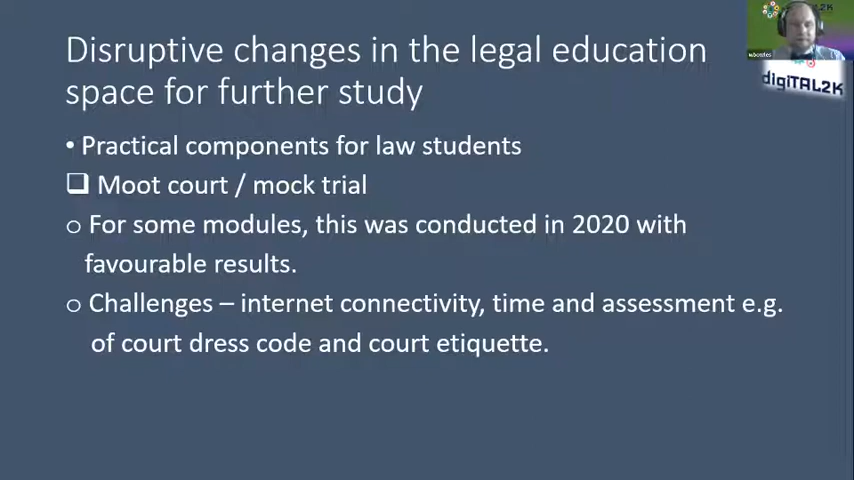 Disruptive changes in the legal education
space for further study
• Practical components for law students
❑ Moot court / mock trial
o For some modules, this was conducted in 2020 with
favourable results.
o Challenges – internet connectivity, time and assessment e.g.
of court dress code and court etiquette.
digiTAL2K